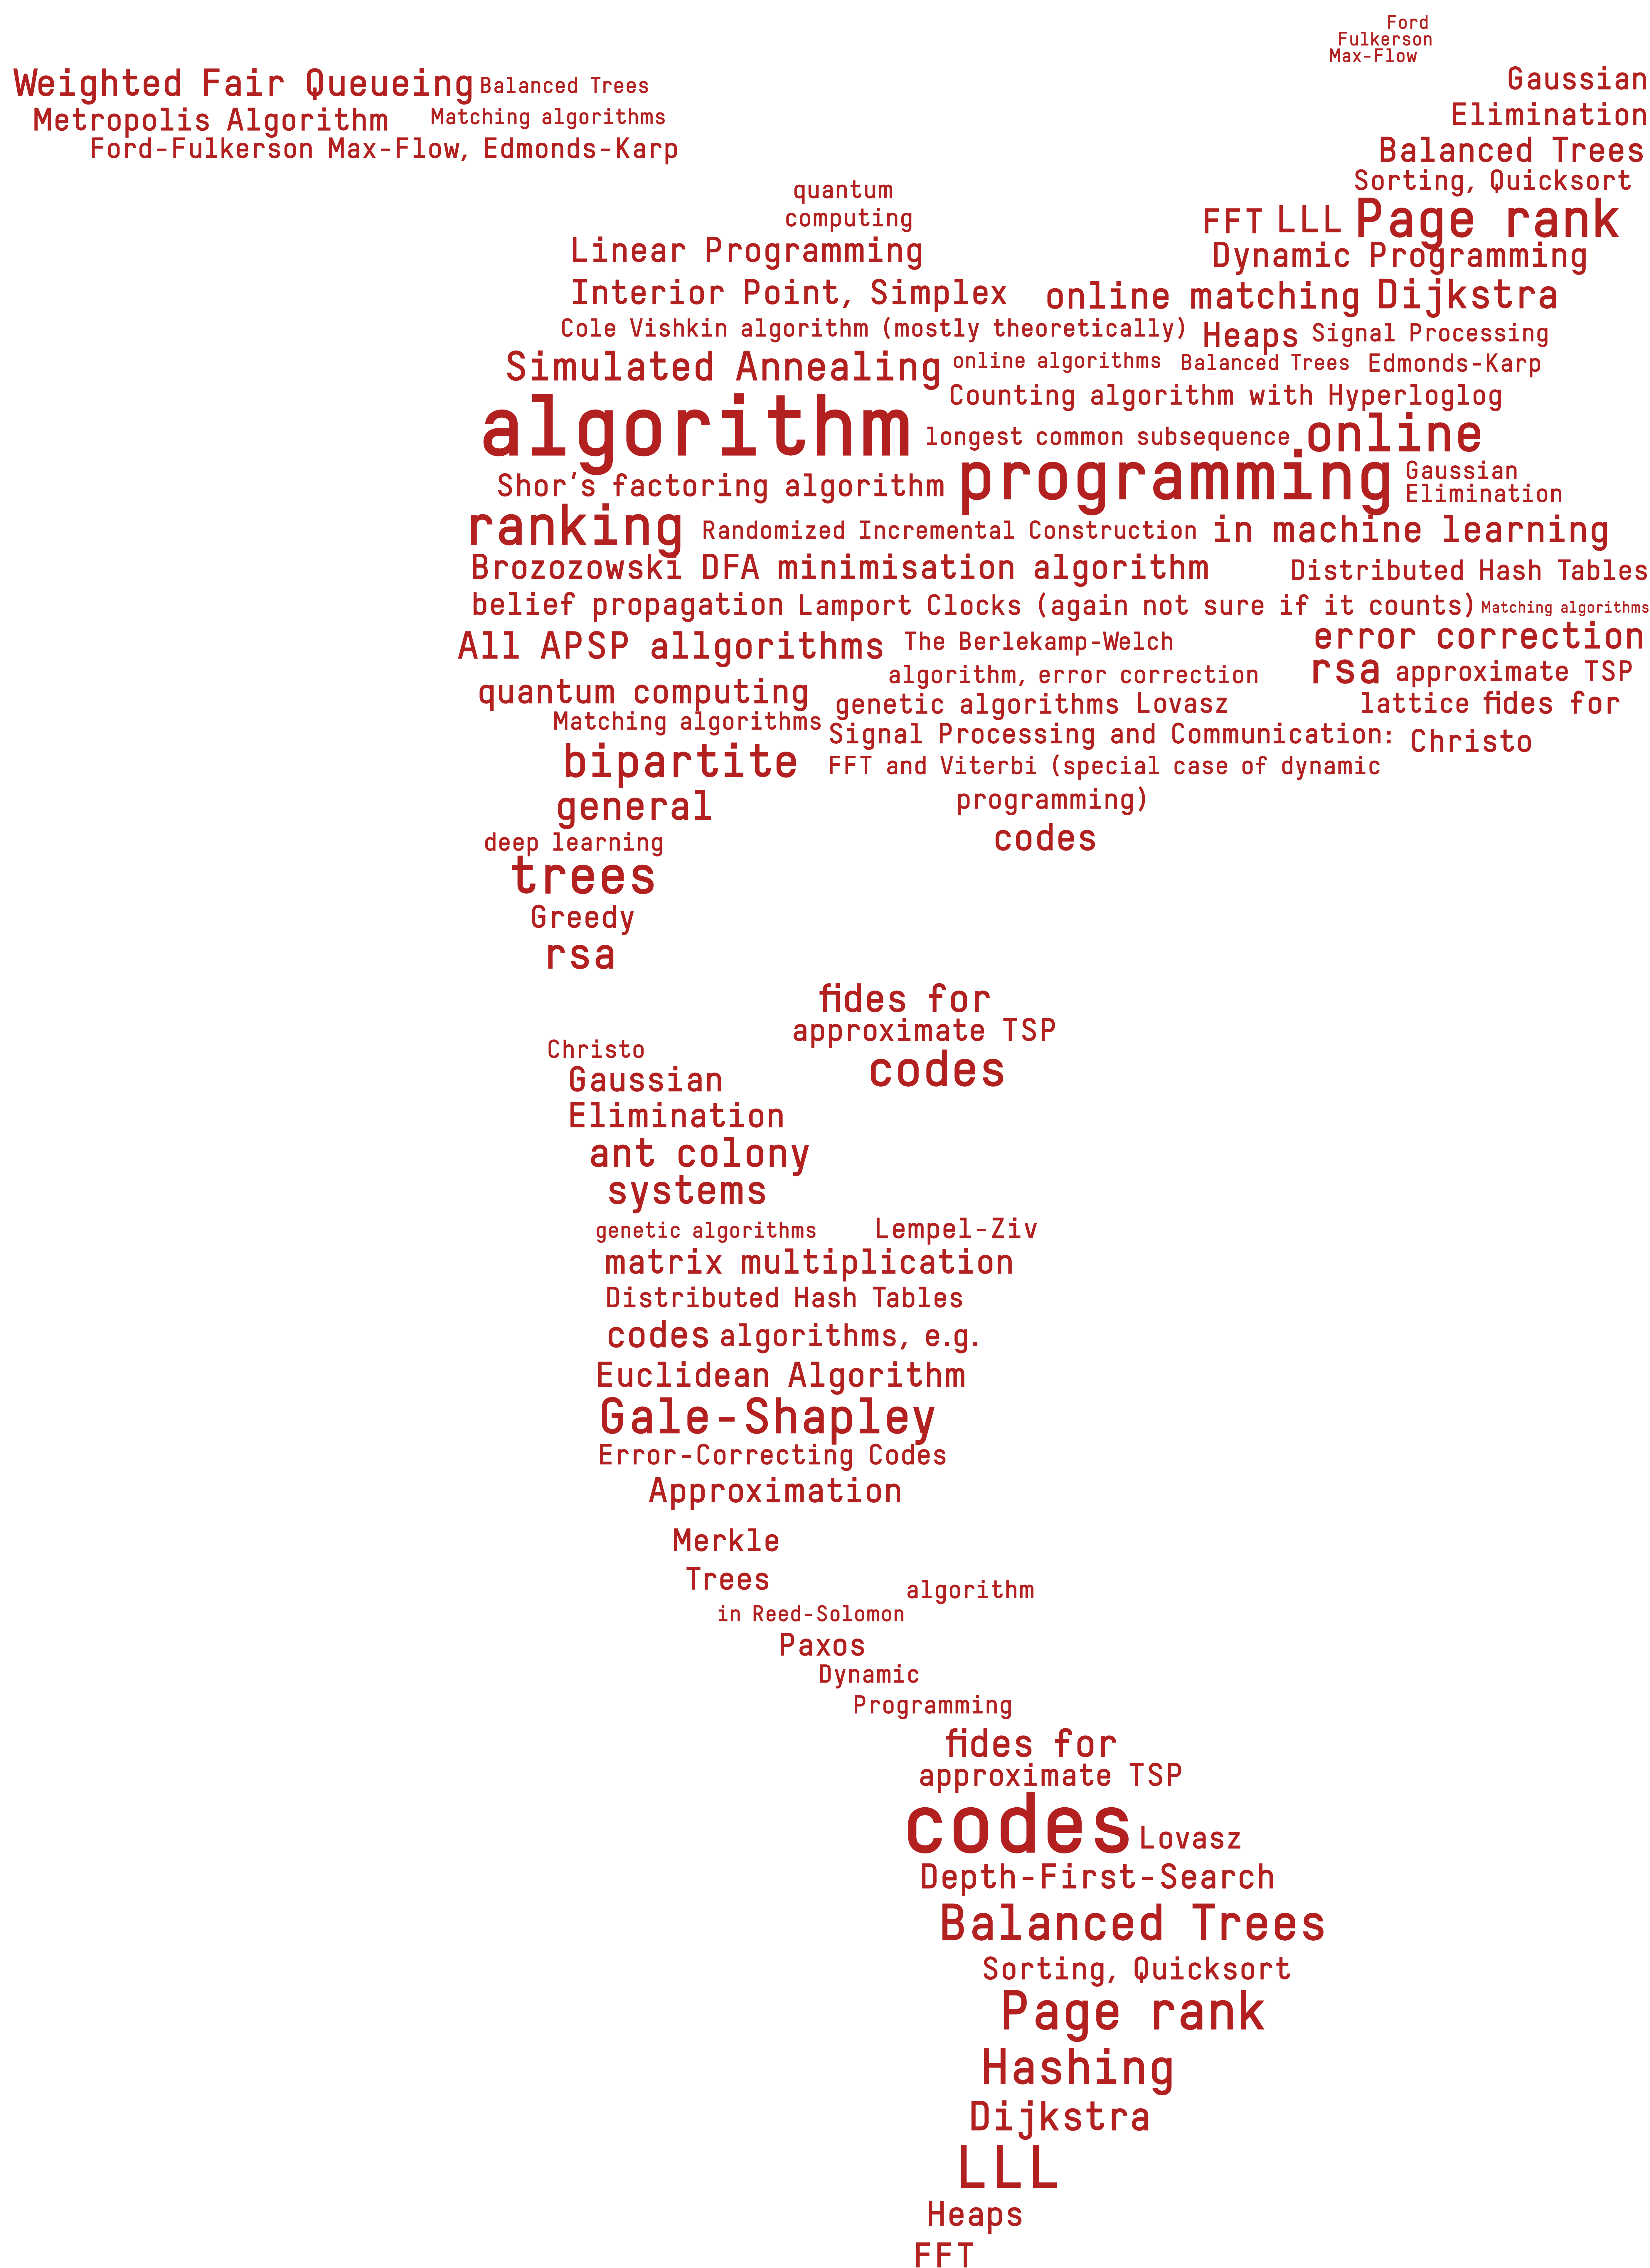 Ford
Fulkerson
Max-Flow
Weighted Fair Queueing Balanced Trees
Gaussian
Metropolis Algorithm Matching algorithms
Elimination
Ford-Fulkerson Max-Flow, Edmonds-Karp
Balanced Trees
quantum
Sorting, Quicksort
computing
FFT LLL Page rank
Linear Programming
Dynamic Programming
Interior Point, Simplex online matching Dijkstra
Cole Vishkin algorithm (mostly theoretically) Heaps Signal Processing
Simulated Annealing online algorithms Balanced Trees Edmonds-Karp
Counting algorithm with Hyperloglog
algorithm longest common subsequence online
Shor's factoring algorithm programming Gaussian
Elimination
ranking Randomized Incremental Construction in machine learning
Brozozowski DFA minimisation algorithm Distributed Hash Tables
belief propagation Lamport Clocks (again not sure if it counts) Matching algorithms
All APSP allgorithms The Berlekamp-Welch error correction
algorithm, error correction rsa approximate TSP
quantum computing genetic algorithms Lovasz lattice fides for
Matching algorithms Signal Processing and Communication: Christo
bipartite FFT and Viterbi (special case of dynamic
general programming)
deep learning codes
trees
Greedy
rsa
fides for
approximate TSP
Christo
codes
Gaussian
Elimination
ant colony
systems
genetic algorithms Lempel-Ziv
matrix multiplication
Distributed Hash Tables
codes algorithms, e.g.
Euclidean Algorithm
Gale-Shapley
Error-Correcting Codes
Approximation
Merkle
Trees
algorithm
in Reed-Solomon
Paxos
Dynamic
Programming
fides for
approximate TSP
codes Lovasz
Depth-First-Search
Balanced Trees
Sorting, Quicksort
Page rank
Hashing
Dijkstra
LLL
Heaps
FFT